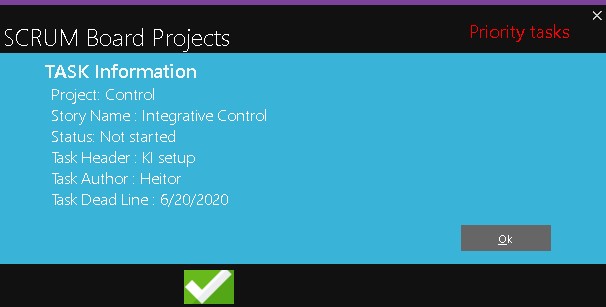 SCRUM Board Projects
Priority tasks
TASK Information
Project: Control
Story Name : Integrative Control
Status: Not started
Task Header : KI setup
Task Author : Heitor
Task Dead Line : 6/20/2020
Ok